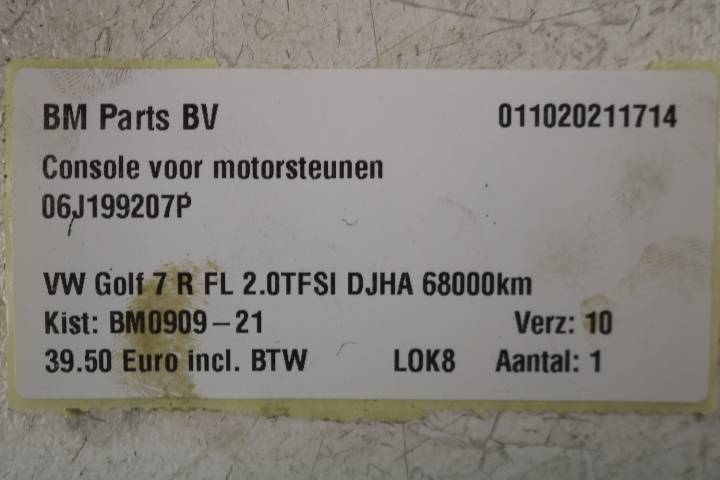 BM Parts BV 011020211714
Console voor motorsteunen
06J199207P
VW Golf 7 R FL 2.0TFSI DJHA 68000km
Kist: BM0909-21 Verz: 10
39.50 Euro incl. BTW LOK8 Aantal: 1